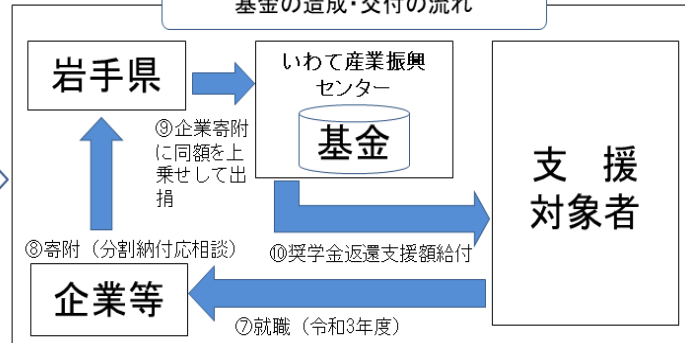 基金の造成・交付の流れ
岩手県
いわて産業振興
センター
基金
⑨企業寄附
に同額を上
乗せして出
捐
支　援
対象者
⑧寄附（分割納付応相談）
⑩奨学金返還支援額給付
企業等
⑦就職（令和3年度）